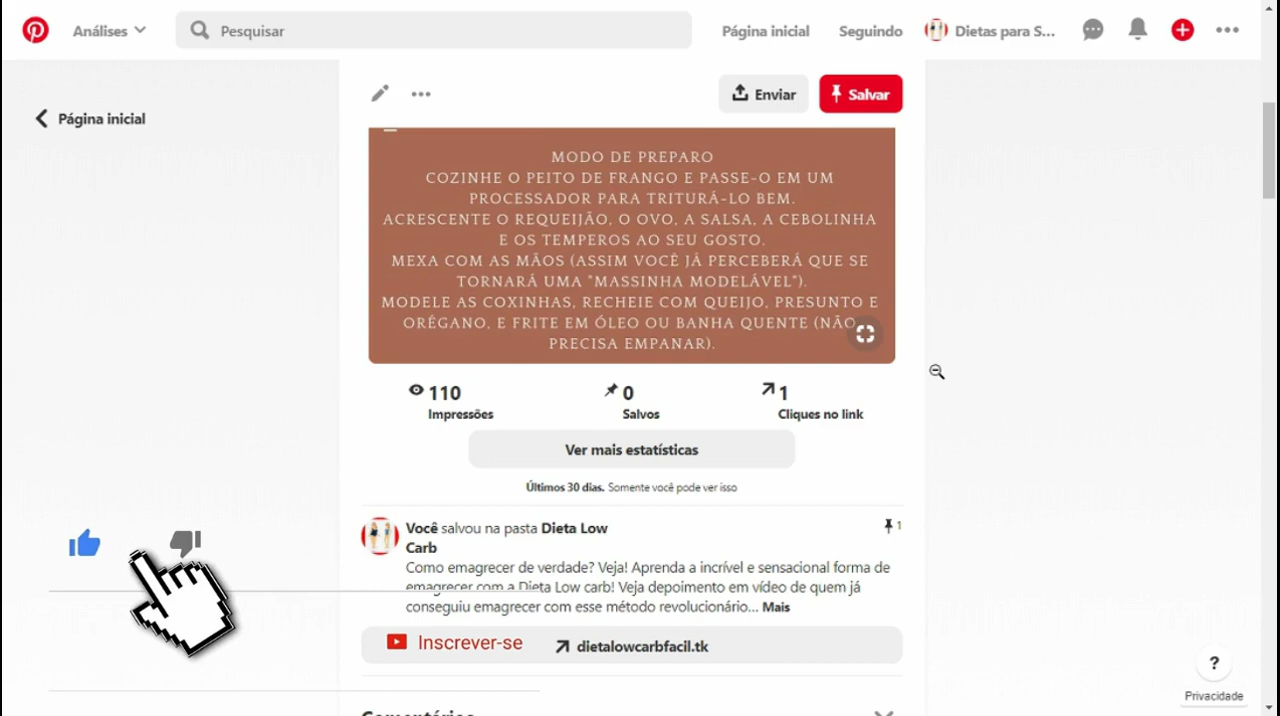 Análises
Pesquisar
Página inicial
Seguindo
Dietas para S...
Página inicial
Enviar
Salvar
MODO DE PREPARO
COZINHE O PEITO DE FRANGO E PASSE-O EM UM
PROCESSADOR PARA TRITURÁ-LO BEM.
ACRESCENTE O REQUEIJÃO, O OVO, A SALSA, A CEBOLINHA
E OS TEMPEROS AO SEU GOSTO.
MEXA COM AS MÃOS (ASSIM VOCÊ JÁ PERCEBERÁ QUE SE
TORNARÁ UMA "MASSINHA MODELÁVEL").
MODELE AS COXINHAS, RECHEIE COM QUEIJO, PRESUNTO E
ORÉGANO, E FRITE EM ÓLEO OU BANHA QUENTE (NÃO
PRECISA EMPANAR).
110
Impressões
0
Salvos
1
Cliques no link
Ver mais estatísticas
Últimos 30 dias. Somente você pode ver isso
Você salvou na pasta Dieta Low
Carb
1
Como emagrecer de verdade? Veja! Aprenda a incrível e sensacional forma de
emagrecer com a Dieta Low carb! Veja depoimento em vídeo de quem já
conseguiu emagrecer com esse método revolucionário... Mais
Inscrever-se
dietalowcarbfacil.tk
?
Privacidade
Comentários